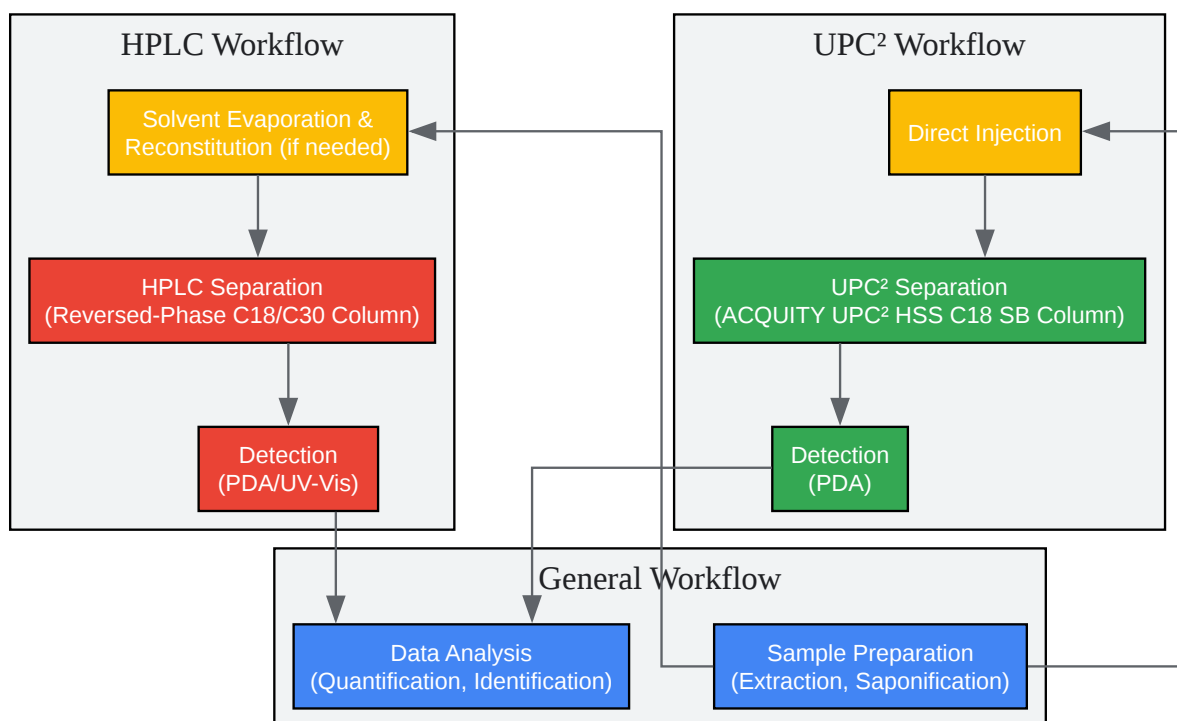 HPLC Workflow
Solvent Evaporation &
Reconstitution (if needed)
HPLC Separation
(Reversed-Phase C18/C30 Column)
Detection
(PDA/UV-Vis)
UPC² Workflow
Direct Injection
UPC² Separation
(ACQUITY UPC² HSS C18 SB Column)
Detection
(PDA)
General Workflow
Data Analysis
(Quantification, Identification)
Sample Preparation
(Extraction, Saponification)